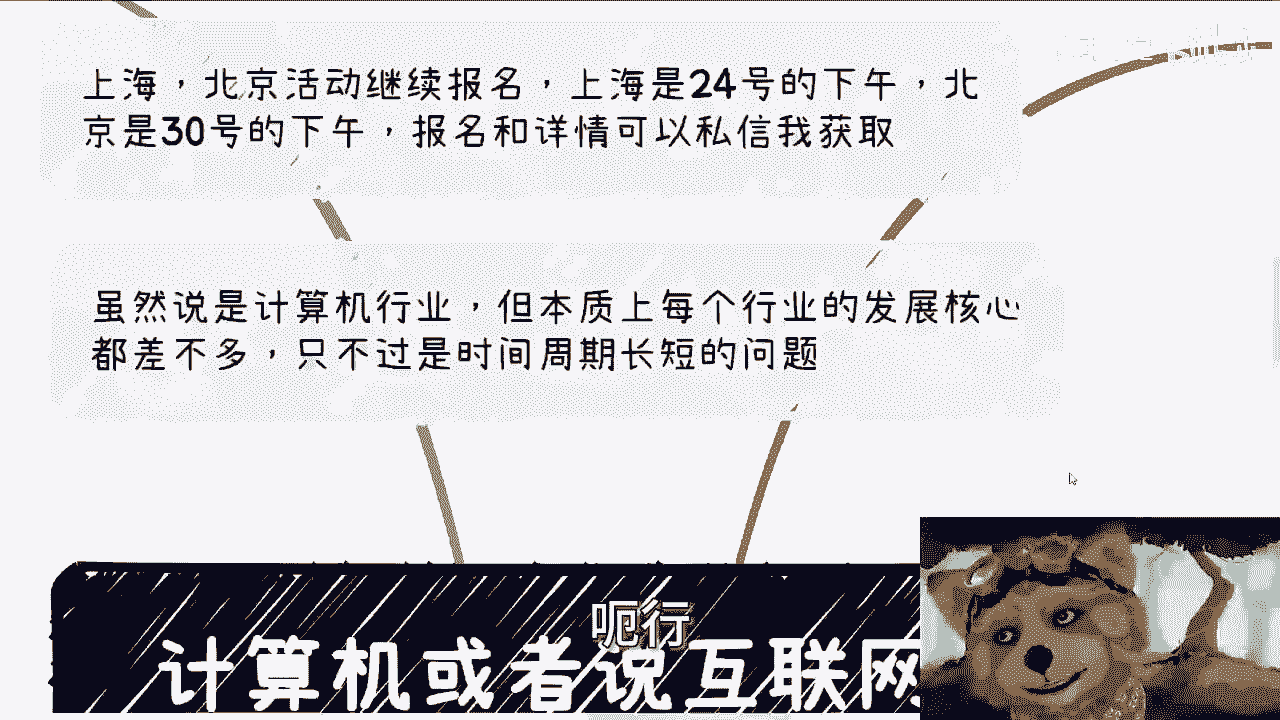 上海，北京活动继续报名，上海是24号的下午，北
京是30号的下午，报名和详情可以私信我获取
虽然说是计算机行业，但本质上每个行业的发展核心
都差不多，只不过是时间周期长短的问题
呃行
计算机或者说互联网